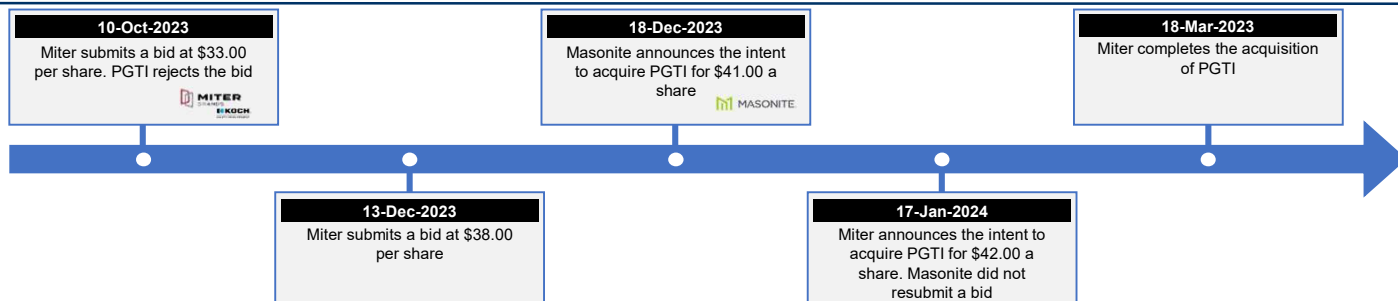 10-Oct-2023
Miter submits a bid at $33.00
per share. PGTI rejects the bid
MITER
BRANDS
KOCH
13-Dec-2023
Miter submits a bid at $38.00
per share
18-Dec-2023
Masonite announces the intent
to acquire PGTI for $41.00 a
share
MASONITE
17-Jan-2024
Miter announces the intent to
acquire PGTI for $42.00 a
share. Masonite did not
resubmit a bid
18-Mar-2023
Miter completes the acquisition
of PGTI